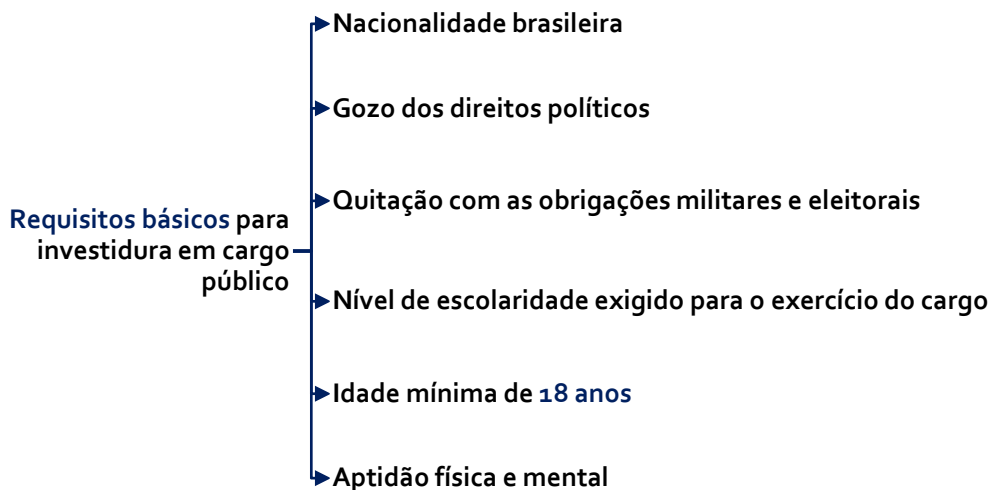 Nacionalidade brasileira
Gozo dos direitos políticos
Quitação com as obrigações militares e eleitorais
Requisitos básicos para
investidura em cargo
público
Nível de escolaridade exigido para o exercício do cargo
Idade mínima de 18 anos
Aptidão física e mental